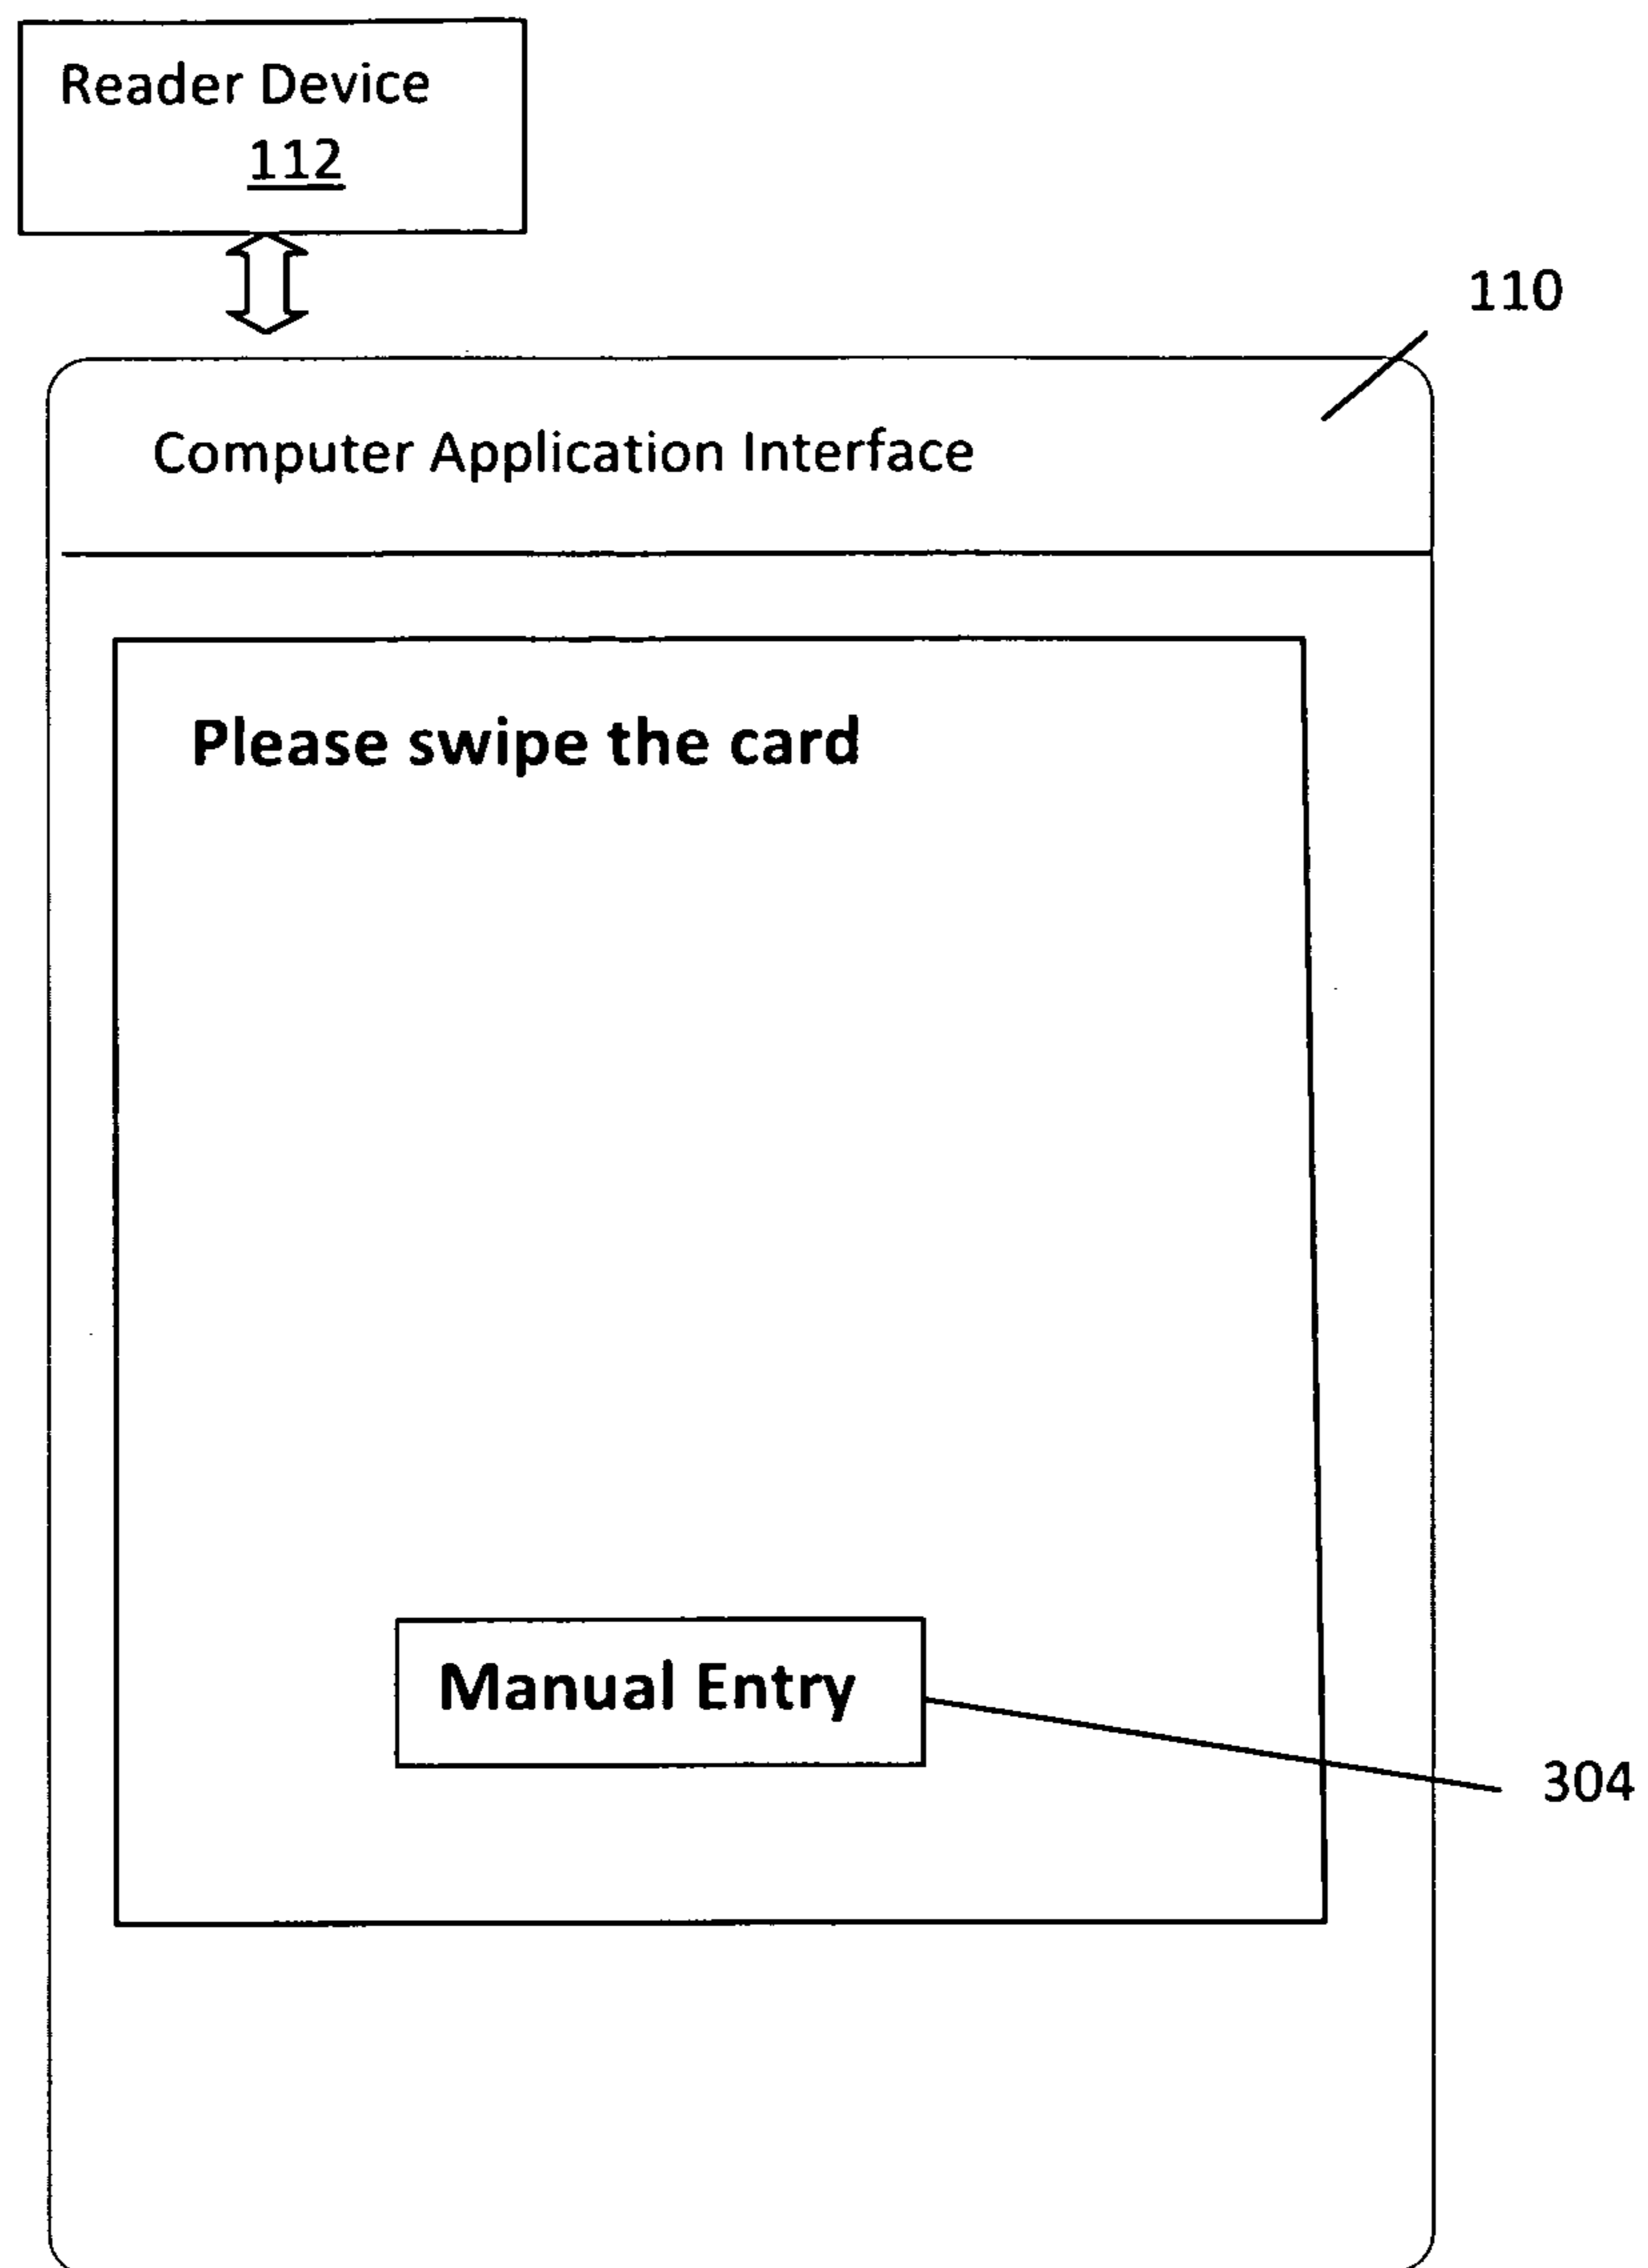 Reader Device
112
110
Computer Application Interface
Please swipe the card
Manual Entry
304